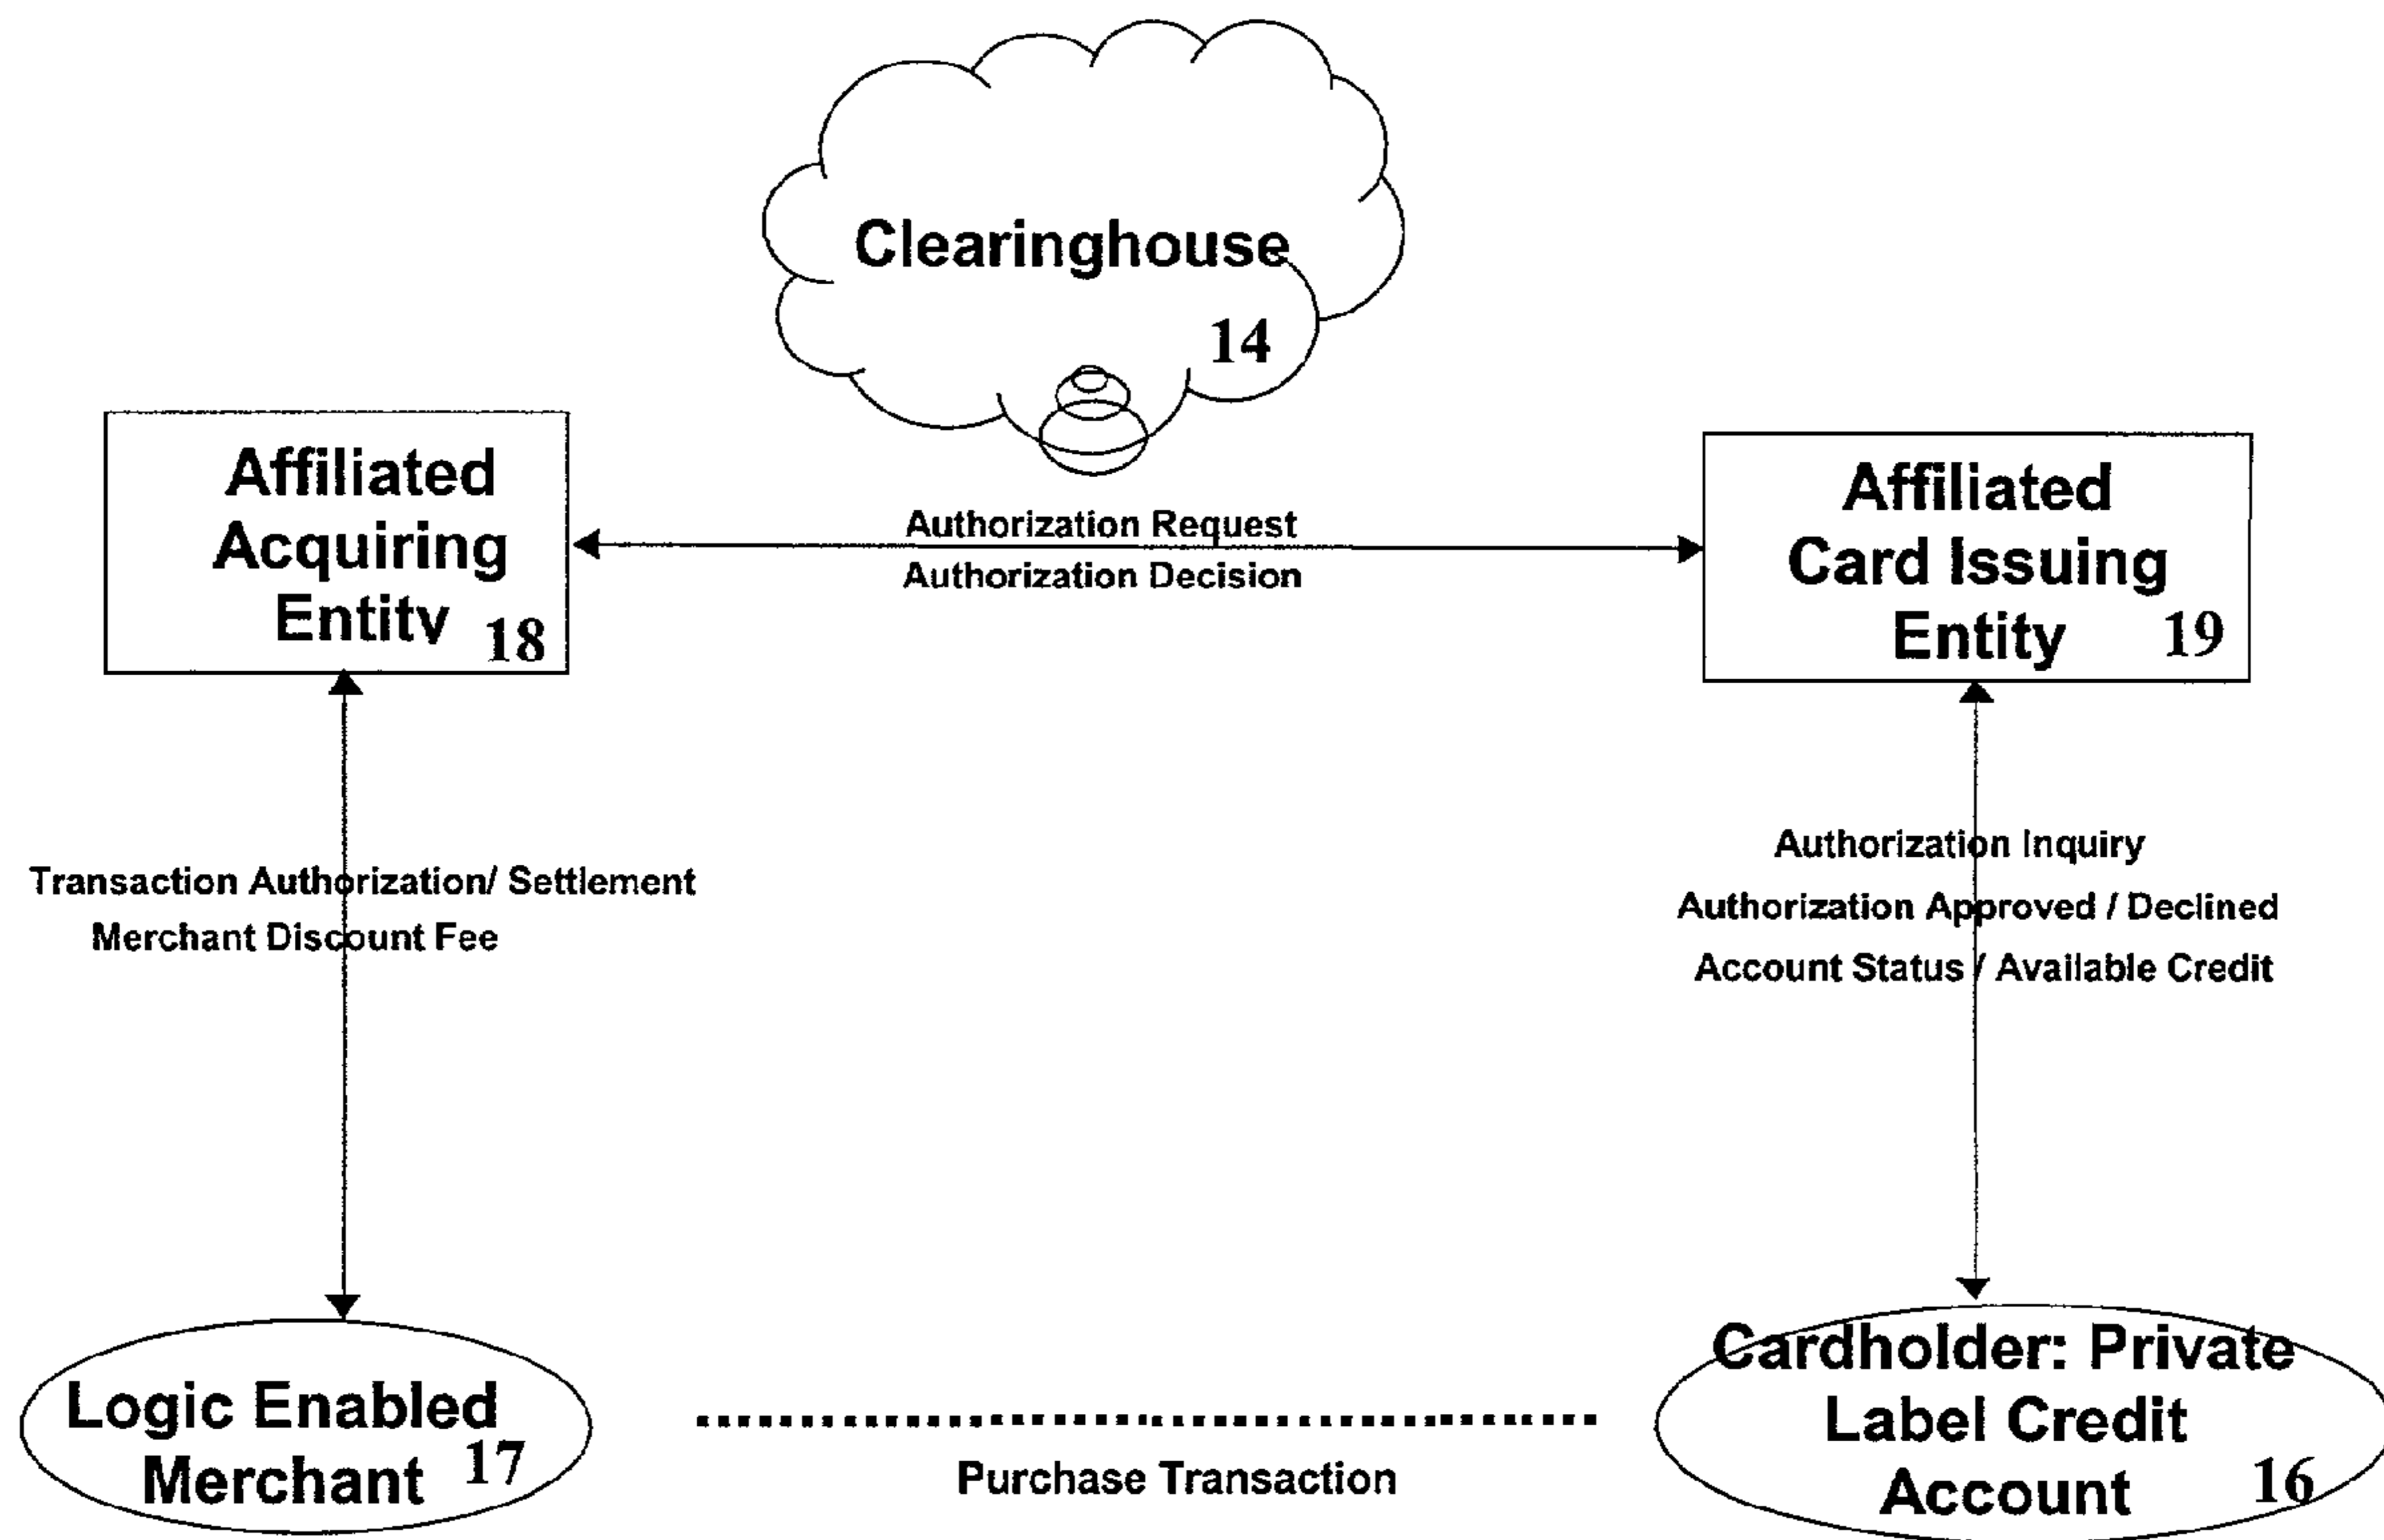 Clearinghouse
14
Affiliated
Acquiring
Entity 18
Authorization Request
Authorization Decision
Affiliated
Card Issuing
Entity 19
Transaction Authorization/ Settlement
Merchant Discount Fee
Authorization Inquiry
Authorization Approved / Declined
Account Status / Available Credit
Logic Enabled
Merchant 17
Purchase Transaction
Cardholder: Private
Label Credit
Account 16